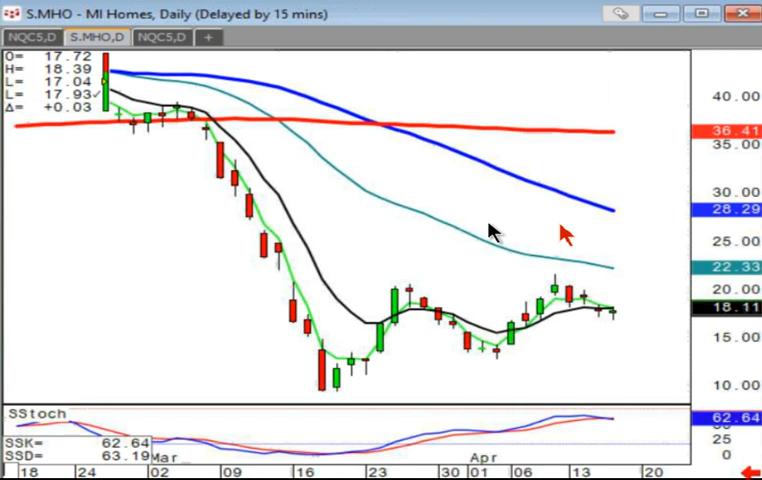 S.MHO - MI Homes, Daily (Delayed by 15 mins)
NQC5,D S.MHO,D NQC5,D +
O= 17.72
H= 18.39
L= 17.04
L= 17.93✓
Δ= +0.03
40.00
36.41
35.00
30.00
28.29
25.00
22.33
20.00
18.11
15.00
10.00
SStoch
62.64
25
0
SSK= 62.64
SSD= 63.19
Mar Apr
18 24 02 09 16 23 30 01 06 13 20